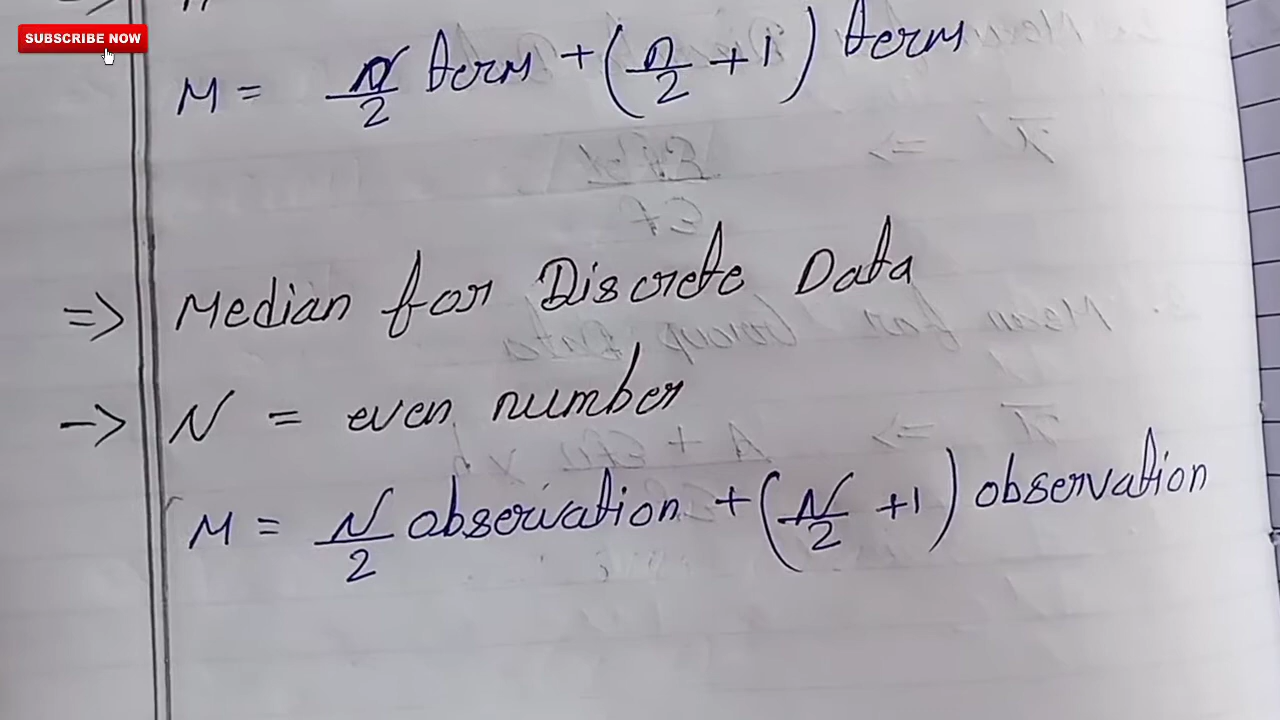 SUBSCRIBE NOW
M = n/2 term + (n/2 + 1) term
=> Median for Discrete Data
-> N = even number
M = N/2 observation + (N/2 + 1) observation